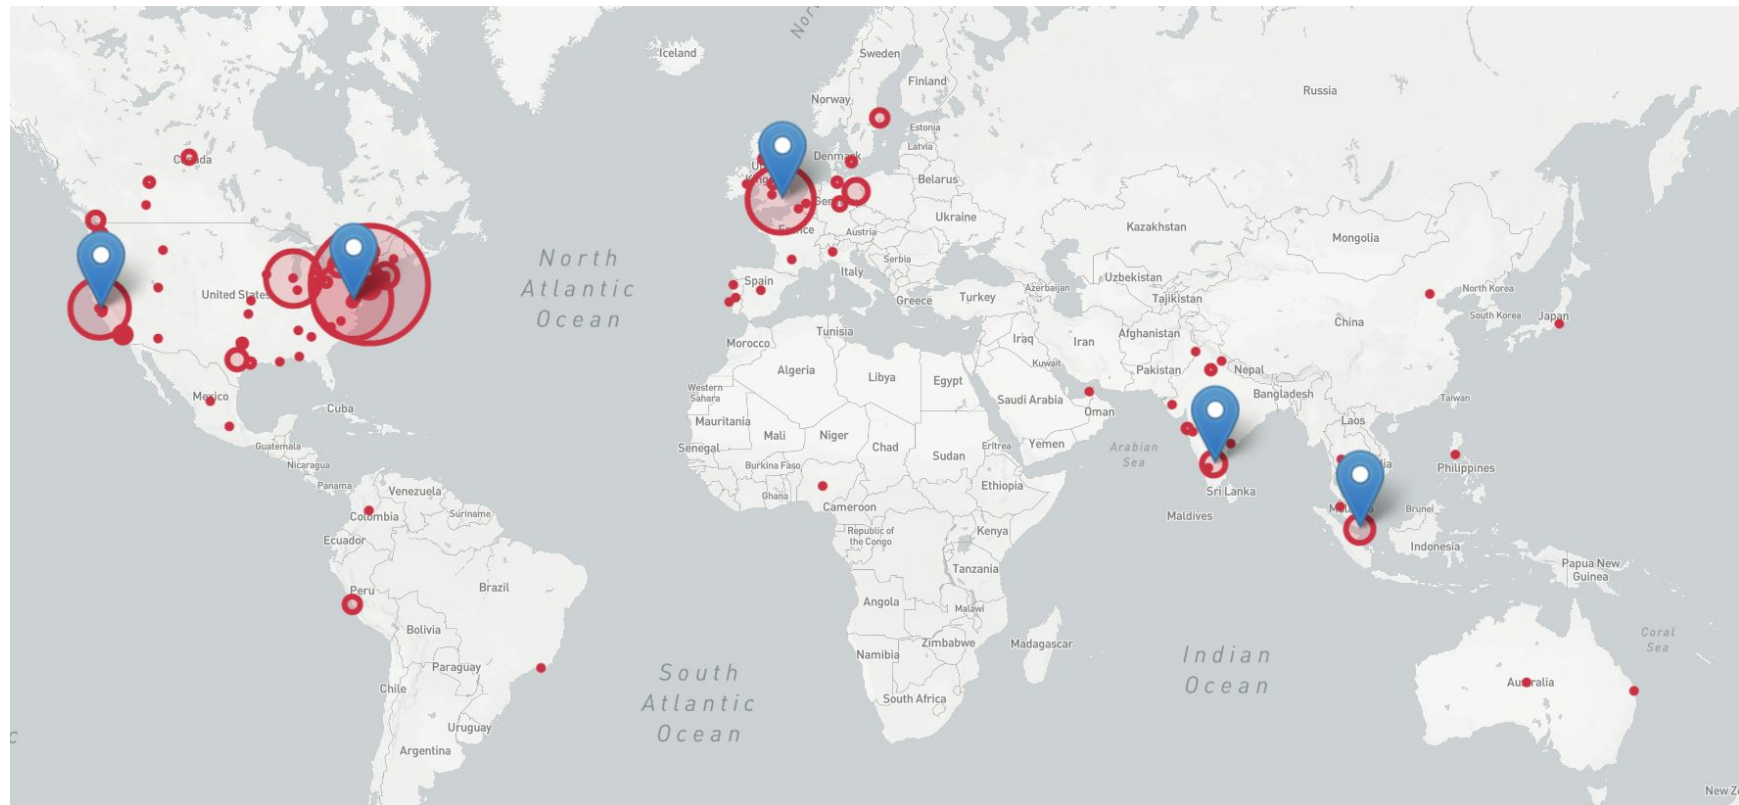 Iceland
Sweden
Finland
Norway
Russia
Estonia
Latvia
Denmark
Belarus
Ukraine
Austria
France
Serbia
Italy
Spain
Greece
Turkey
Kazakhstan
Mongolia
Uzbekistan
Azerbaijan
Tajikistan
North Korea
South Korea
Japan
China
Afghanistan
Iran
Iraq
Kuwait
Pakistan
Nepal
Bangladesh
Taiwan
Laos
Philippines
Tunisia
Morocco
Algeria
Libya
Egypt
Saudi Arabia
Oman
Yemen
Western
Sahara
Mauritania
Mali
Niger
Chad
Sudan
Eritrea
Senegal
Burkina Faso
Ghana
Ethiopia
Cameroon
Republic of
the Congo
Kenya
Tanzania
Angola
Malawi
Zimbabwe
Namibia
Madagascar
South Africa
Arabian
Sea
Sri Lanka
Maldives
Brunei
Indonesia
Papua New
Guinea
Coral
Sea
Australia
New Z
Indian
Ocean
North
Atlantic
Ocean
South
Atlantic
Ocean
Canada
United States
Mexico
Cuba
Guatemala
Nicaragua
Panama
Venezuela
Colombia
Suriname
Ecuador
Peru
Brazil
Bolivia
Paraguay
Chile
Uruguay
Argentina
c